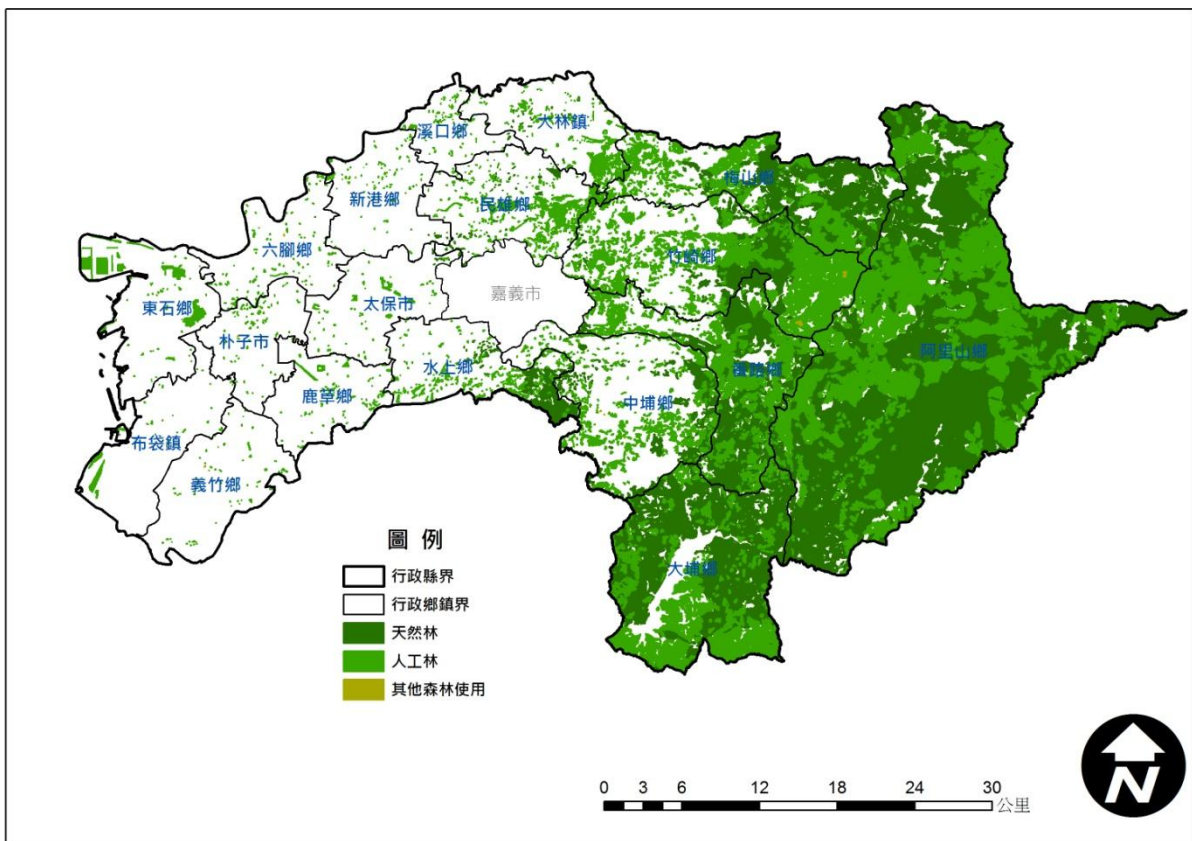 溪口鄉
大林鎮
新港鄉
民雄鄉
梅山鄉
六腳鄉
竹崎鄉
東石鄉
太保市
嘉義市
朴子市
水上鄉
番路鄉
阿里山鄉
鹿草鄉
中埔鄉
布袋鎮
義竹鄉
大埔鄉
圖 例
行政縣界
行政鄉鎮界
天然林
人工林
其他森林使用
0 3 6 12 18 24 30
公里
N